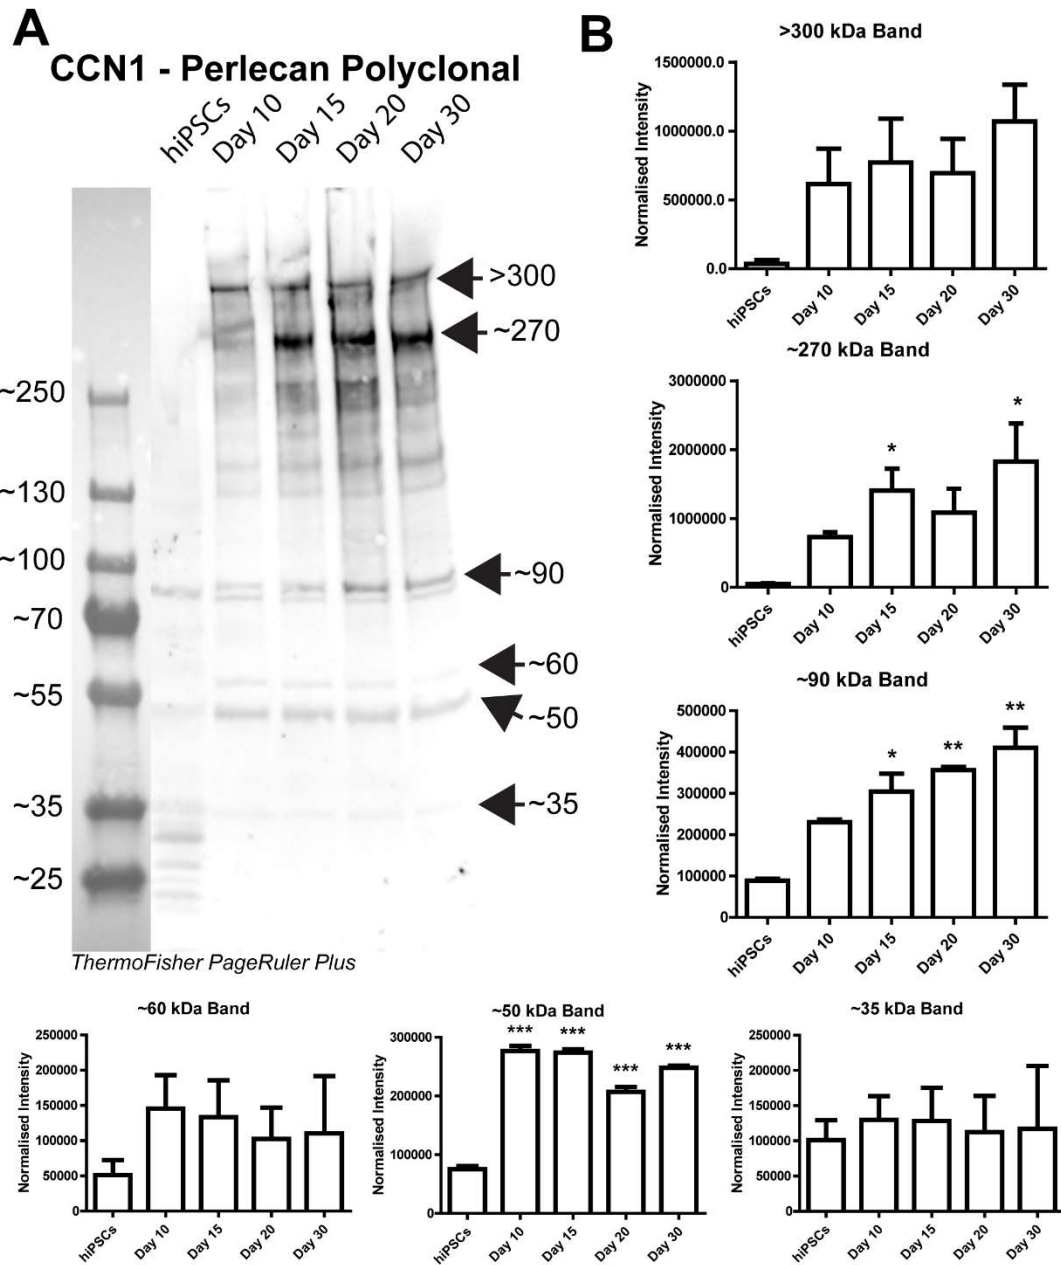 A
CCN1 - Perlecan Polyclonal
hiPSCs
Day 10
Day 15
Day 20
Day 30
>300
~270
~250
~130
~100
~90
~70
~60
~55
~50
~35
~35
~25
ThermoFisher PageRuler Plus
B
>300 kDa Band
Normalised Intensity
1500000.0
1000000.0
500000.0
0.0
hiPSCs
Day 10
Day 15
Day 20
Day 30
~270 kDa Band
Normalised Intensity
3000000
2000000
1000000
0
* *
hiPSCs
Day 10
Day 15
Day 20
Day 30
~90 kDa Band
Normalised Intensity
500000
400000
300000
200000
100000
0
* ** **
hiPSCs
Day 10
Day 15
Day 20
Day 30
~60 kDa Band
Normalised Intensity
250000
200000
150000
100000
50000
0
hiPSCs
Day 10
Day 15
Day 20
Day 30
~50 kDa Band
Normalised Intensity
300000
200000
100000
0
*** *** *** ***
hiPSCs
Day 10
Day 15
Day 20
Day 30
~35 kDa Band
Normalised Intensity
250000
200000
150000
100000
50000
0
hiPSCs
Day 10
Day 15
Day 20
Day 30